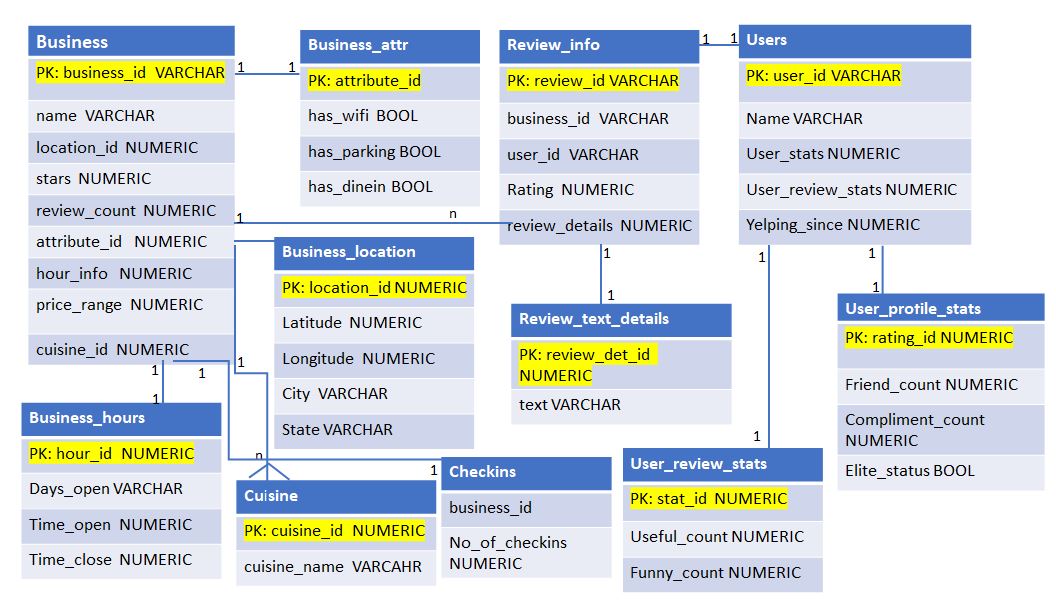 Business
PK: business_id VARCHAR
name VARCHAR
location_id NUMERIC
stars NUMERIC
review_count NUMERIC
attribute_id NUMERIC
hour_info NUMERIC
price_range NUMERIC
cuisine_id NUMERIC
1
1
Business_attr
PK: attribute_id
has_wifi BOOL
has_parking BOOL
has_dinein BOOL
Review_info
PK: review_id VARCHAR
business_id VARCHAR
user_id VARCHAR
Rating NUMERIC
review_details NUMERIC
1
1
Users
PK: user_id VARCHAR
Name VARCHAR
User_stats NUMERIC
User_review_stats NUMERIC
Yelping_since NUMERIC
1
n
Business_location
PK: location_id NUMERIC
Latitude NUMERIC
Longitude NUMERIC
City VARCHAR
State VARCHAR
1
1
Review_text_details
PK: review_det_id
NUMERIC
text VARCHAR
1
1
User_profile_stats
PK: rating_id NUMERIC
Friend_count NUMERIC
Compliment_count
NUMERIC
Elite_status BOOL
1
1
Business_hours
PK: hour_id NUMERIC
Days_open VARCHAR
Time_open NUMERIC
Time_close NUMERIC
1
n
Cuisine
PK: cuisine_id NUMERIC
cuisine_name VARCAHR
1
1
Checkins
business_id
No_of_checkins
NUMERIC
1
1
User_review_stats
PK: stat_id NUMERIC
Useful_count NUMERIC
Funny_count NUMERIC